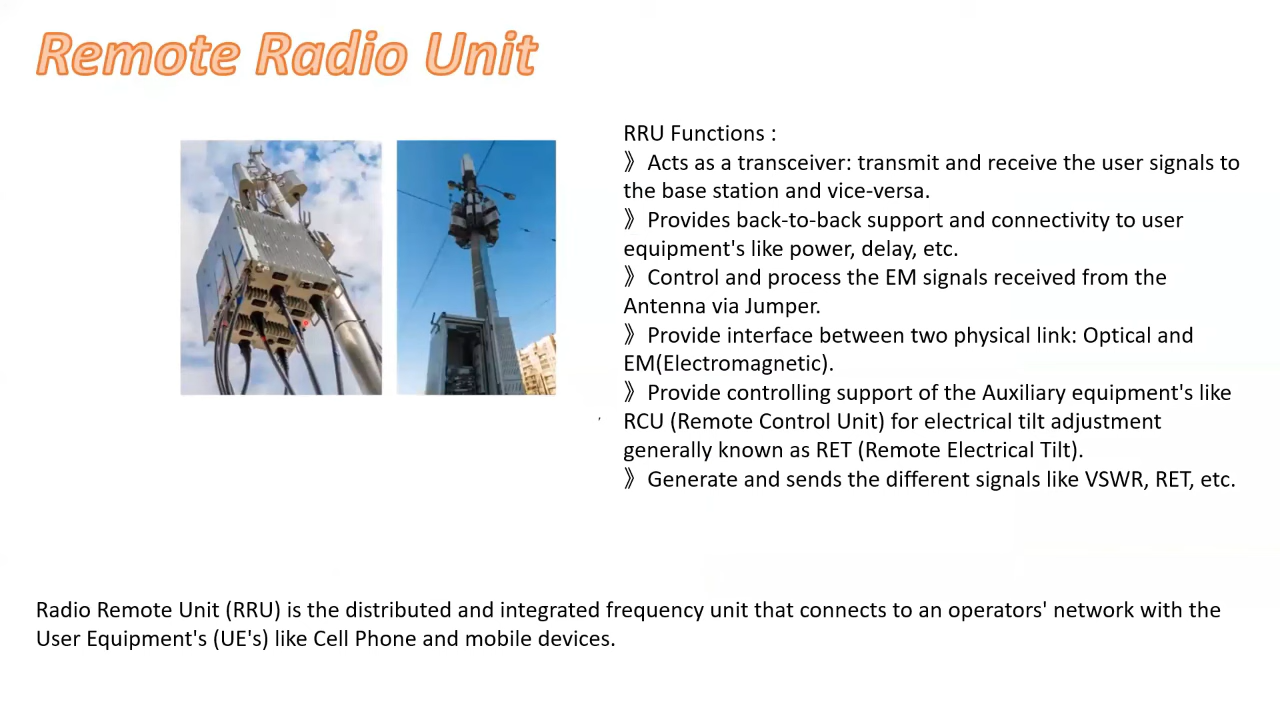 Remote Radio Unit
RRU Functions :
》Acts as a transceiver: transmit and receive the user signals to
the base station and vice-versa.
》Provides back-to-back support and connectivity to user
equipment's like power, delay, etc.
》Control and process the EM signals received from the
Antenna via Jumper.
》Provide interface between two physical link: Optical and
EM(Electromagnetic).
》Provide controlling support of the Auxiliary equipment's like
RCU (Remote Control Unit) for electrical tilt adjustment
generally known as RET (Remote Electrical Tilt).
》Generate and sends the different signals like VSWR, RET, etc.
Radio Remote Unit (RRU) is the distributed and integrated frequency unit that connects to an operators' network with the
User Equipment's (UE's) like Cell Phone and mobile devices.